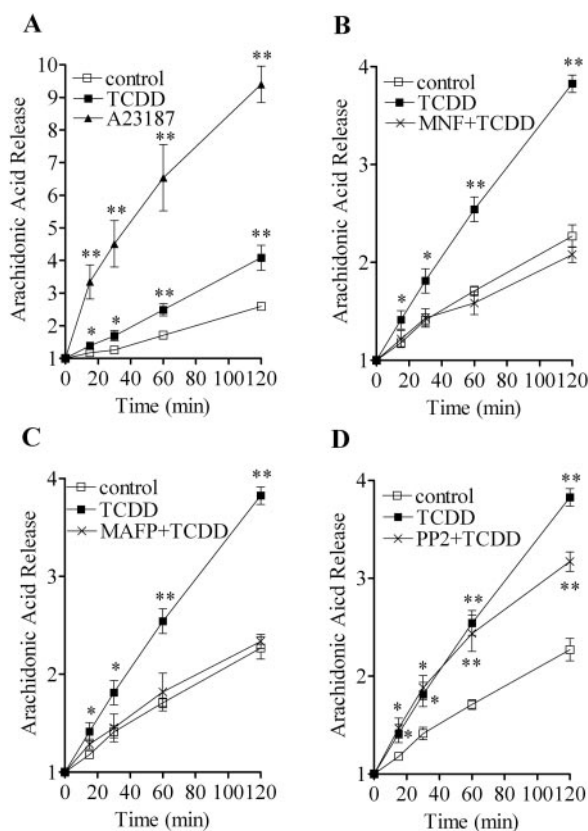 A
Arachidonic Acid Release
10
9
8
7
6
5
4
3
2
1
control
TCDD
A23187
** ** ** **
* * ** **
0 20 40 60 80 100 120
Time (min)
B
Arachidonic Acid Release
4
3
2
1
control
TCDD
MNF+TCDD
* * ** **
0 20 40 60 80 100 120
Time (min)
C
Arachidonic Acid Release
4
3
2
1
control
TCDD
MAFP+TCDD
* * ** **
0 20 40 60 80 100 120
Time (min)
D
Arachidonic Aicd Release
4
3
2
1
control
TCDD
PP2+TCDD
* * ** **
* * ** **
0 20 40 60 80 100 120
Time (min)